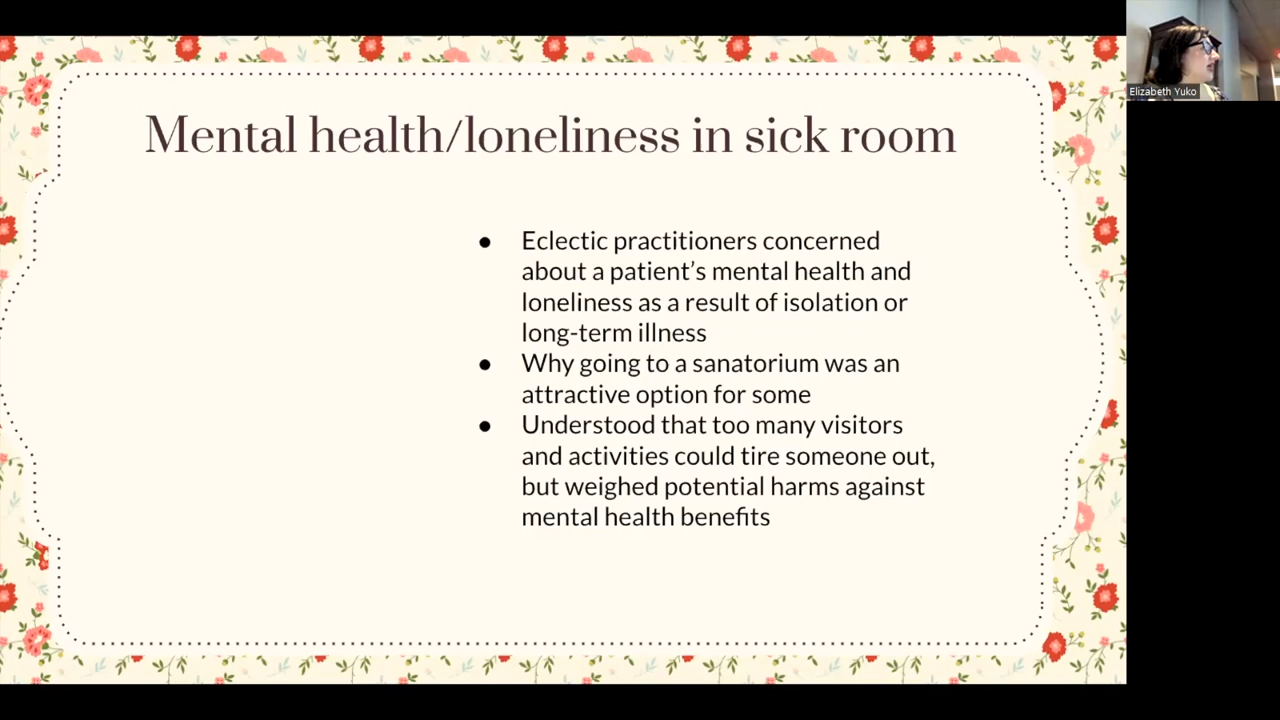 Mental health/loneliness in sick room
● Eclectic practitioners concerned
about a patient’s mental health and
loneliness as a result of isolation or
long-term illness
● Why going to a sanatorium was an
attractive option for some
● Understood that too many visitors
and activities could tire someone out,
but weighed potential harms against
mental health benefits
Elizabeth Yuko